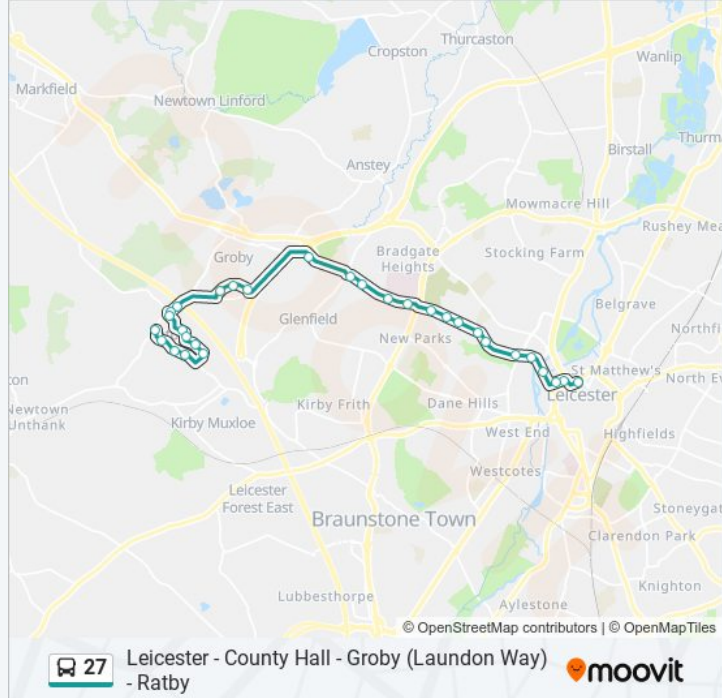 Thurcaston
Cropston
Wanlip
Markfield
Newtown Linford
Thurm
Birstall
Anstey
Mowmacre Hill
Rushey Mea
Groby
Bradgate
Heights
Stocking Farm
Belgrave
Glenfield
New Parks
Northfi
St Matthew's
ton
Kirby Frith
Dane Hills
Leicester
North Ev
Newtown
Unthank
Kirby Muxloe
West End
Highfields
Westcotes
Leicester
Forest East
Braunstone Town
Stoneygat
Clarendon Park
Knighton
Lubbesthorpe
Aylestone
© OpenStreetMap contributors | © OpenMapTiles
27
Leicester - County Hall - Groby (Laundon Way)
- Ratby
moovit